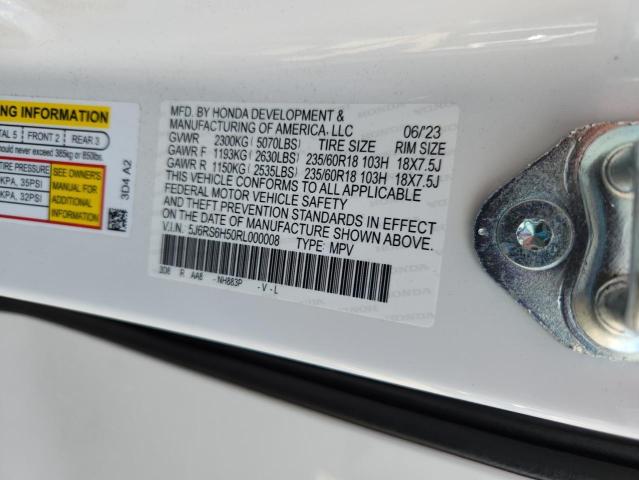 NG INFORMATION
TAL 5 FRONT 2 REAR 3
hould never exceed 385kg or 850lbs.
RE PRESSURE
KPA, 35PSI
KPA, 32PSI
SEE OWNER'S
MANUAL FOR
ADDITIONAL
INFORMATION
3D4 A2
MFD. BY HONDA DEVELOPMENT &
MANUFACTURING OF AMERICA, LLC 06/23
GVWR 2300KG ( 5070LBS) TIRE SIZE RIM SIZE
GAWR F 1193KG ( 2630LBS) 235/60R18 103H 18X7.5J
GAWR R 1150KG ( 2535LBS) 235/60R18 103H 18X7.5J
THIS VEHICLE CONFORMS TO ALL APPLICABLE
FEDERAL MOTOR VEHICLE SAFETY
AND THEFT PREVENTION STANDARDS IN EFFECT
ON THE DATE OF MANUFACTURE SHOWN ABOVE.
V.I.N. 5J6RS6H50RL000008 TYPE: MPV
3D8 R AA8 -NH883P -V-L